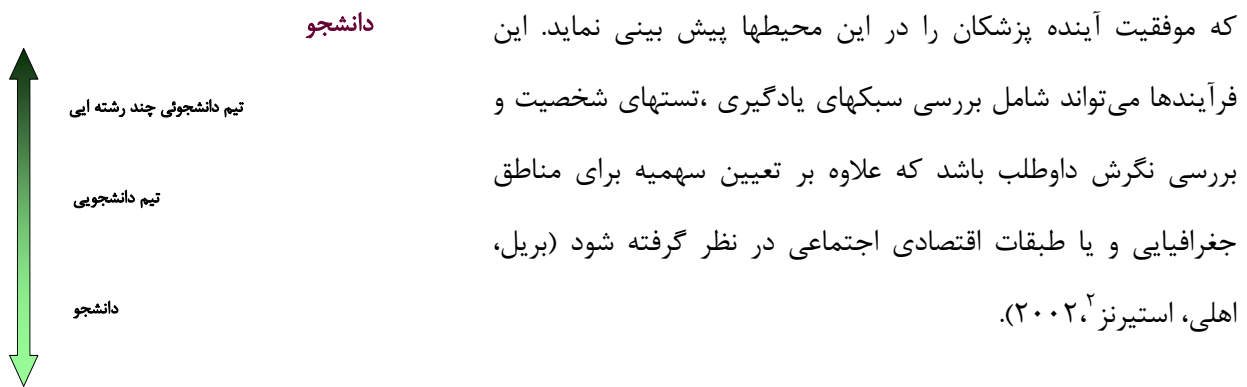 که موفقیت آینده پزشکان را در این محیطها پیش بینی نماید. این
فرآیندها می‌تواند شامل بررسی سبکهای یادگیری ،تستهای شخصیت و
بررسی نگرش داوطلب باشد که علاوه بر تعیین سهمیه برای مناطق
جغرافیایی و یا طبقات اقتصادی اجتماعی در نظر گرفته شود (بریل،
اهلی، استیرنز۲،۲۰۰۲).
دانشجو
تیم دانشجوئی چند رشته ایی
تیم دانشجویی
دانشجو